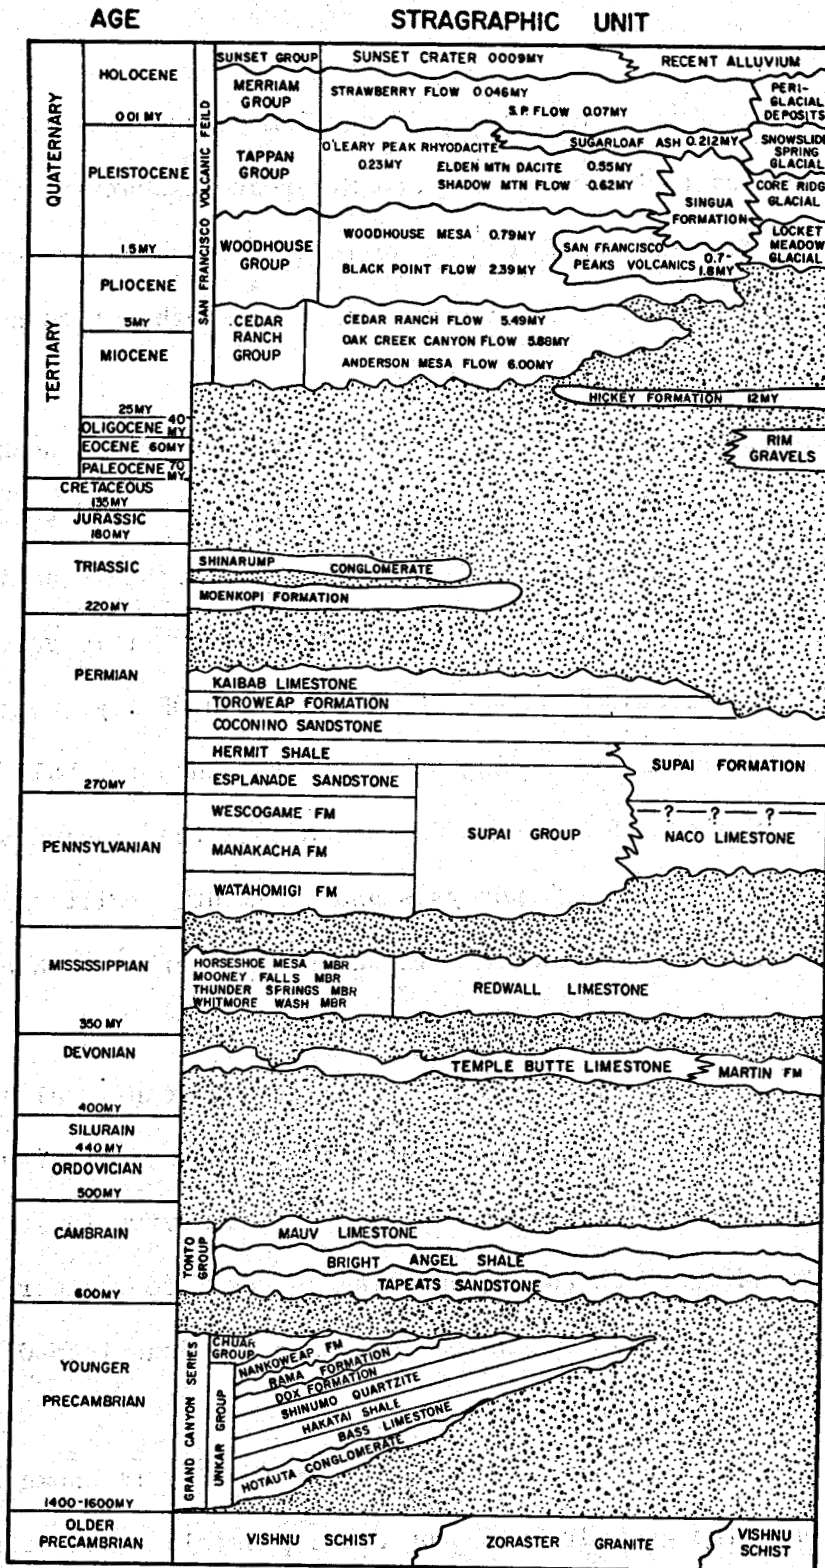 AGE
STRAGRAPHIC UNIT
QUATERNARY
HOLOCENE
0.01 MY
PLEISTOCENE
1.5 MY
TERTIARY
PLIOCENE
5MY
MIOCENE
25MY
OLIGOCENE 40 MY
EOCENE 60MY
PALEOCENE 70 MY
CRETACEOUS
135MY
JURASSIC
180MY
TRIASSIC
220MY
PERMIAN
270MY
PENNSYLVANIAN
MISSISSIPPIAN
350 MY
DEVONIAN
400MY
SILURAIN
440MY
ORDOVICIAN
500MY
CAMBRAIN
600MY
YOUNGER
PRECAMBRIAN
1400-1600MY
OLDER
PRECAMBRIAN
SAN FRANCISCO VOLCANIC FEILD
SUNSET GROUP
SUNSET CRATER 0.009MY
RECENT ALLUVIUM
MERRIAM
GROUP
STRAWBERRY FLOW 0.046MY
S.P. FLOW 0.07MY
PERI-
GLACIAL
DEPOSITS
TAPPAN
GROUP
O'LEARY PEAK RHYODACITE
0.23MY
SUGARLOAF ASH 0.212MY
ELDEN MTN DACITE 0.55MY
SHADOW MTN FLOW 0.62MY
SNOWSLIDE
SPRING
GLACIAL
CORE RIDG
GLACIAL
SINGUA
FORMATION
WOODHOUSE
GROUP
WOODHOUSE MESA 0.79MY
BLACK POINT FLOW 2.39MY
SAN FRANCISCO
PEAKS VOLCANICS 0.7-
1.8MY
LOCKET
MEADOW
GLACIAL
CEDAR
RANCH
GROUP
CEDAR RANCH FLOW 5.49MY
OAK CREEK CANYON FLOW 5.88MY
ANDERSON MESA FLOW 6.00MY
HICKEY FORMATION 12MY
RIM
GRAVELS
SHINARUMP CONGLOMERATE
MOENKOPI FORMATION
KAIBAB LIMESTONE
TOROWEAP FORMATION
COCONINO SANDSTONE
HERMIT SHALE
ESPLANADE SANDSTONE
WESCOGAME FM
MANAKACHA FM
WATAHOMIGI FM
SUPAI GROUP
SUPAI FORMATION
? ? ?
NACO LIMESTONE
HORSESHOE MESA MBR
MOONEY FALLS MBR
THUNDER SPRINGS MBR
WHITMORE WASH MBR
REDWALL LIMESTONE
TEMPLE BUTTE LIMESTONE
MARTIN FM
TONTO
GROUP
MAUV LIMESTONE
BRIGHT ANGEL SHALE
TAPEATS SANDSTONE
GRAND CANYON SERIES
CHUAR
GROUP
UNKAR GROUP
NANKOWEAP FM
RAMA FORMATION
DOX FORMATION
SHINUMO QUARTZITE
HAKATAI SHALE
BASS LIMESTONE
HOTAUTA CONGLOMERATE
VISHNU SCHIST
ZORASTER GRANITE
VISHNU
SCHIST